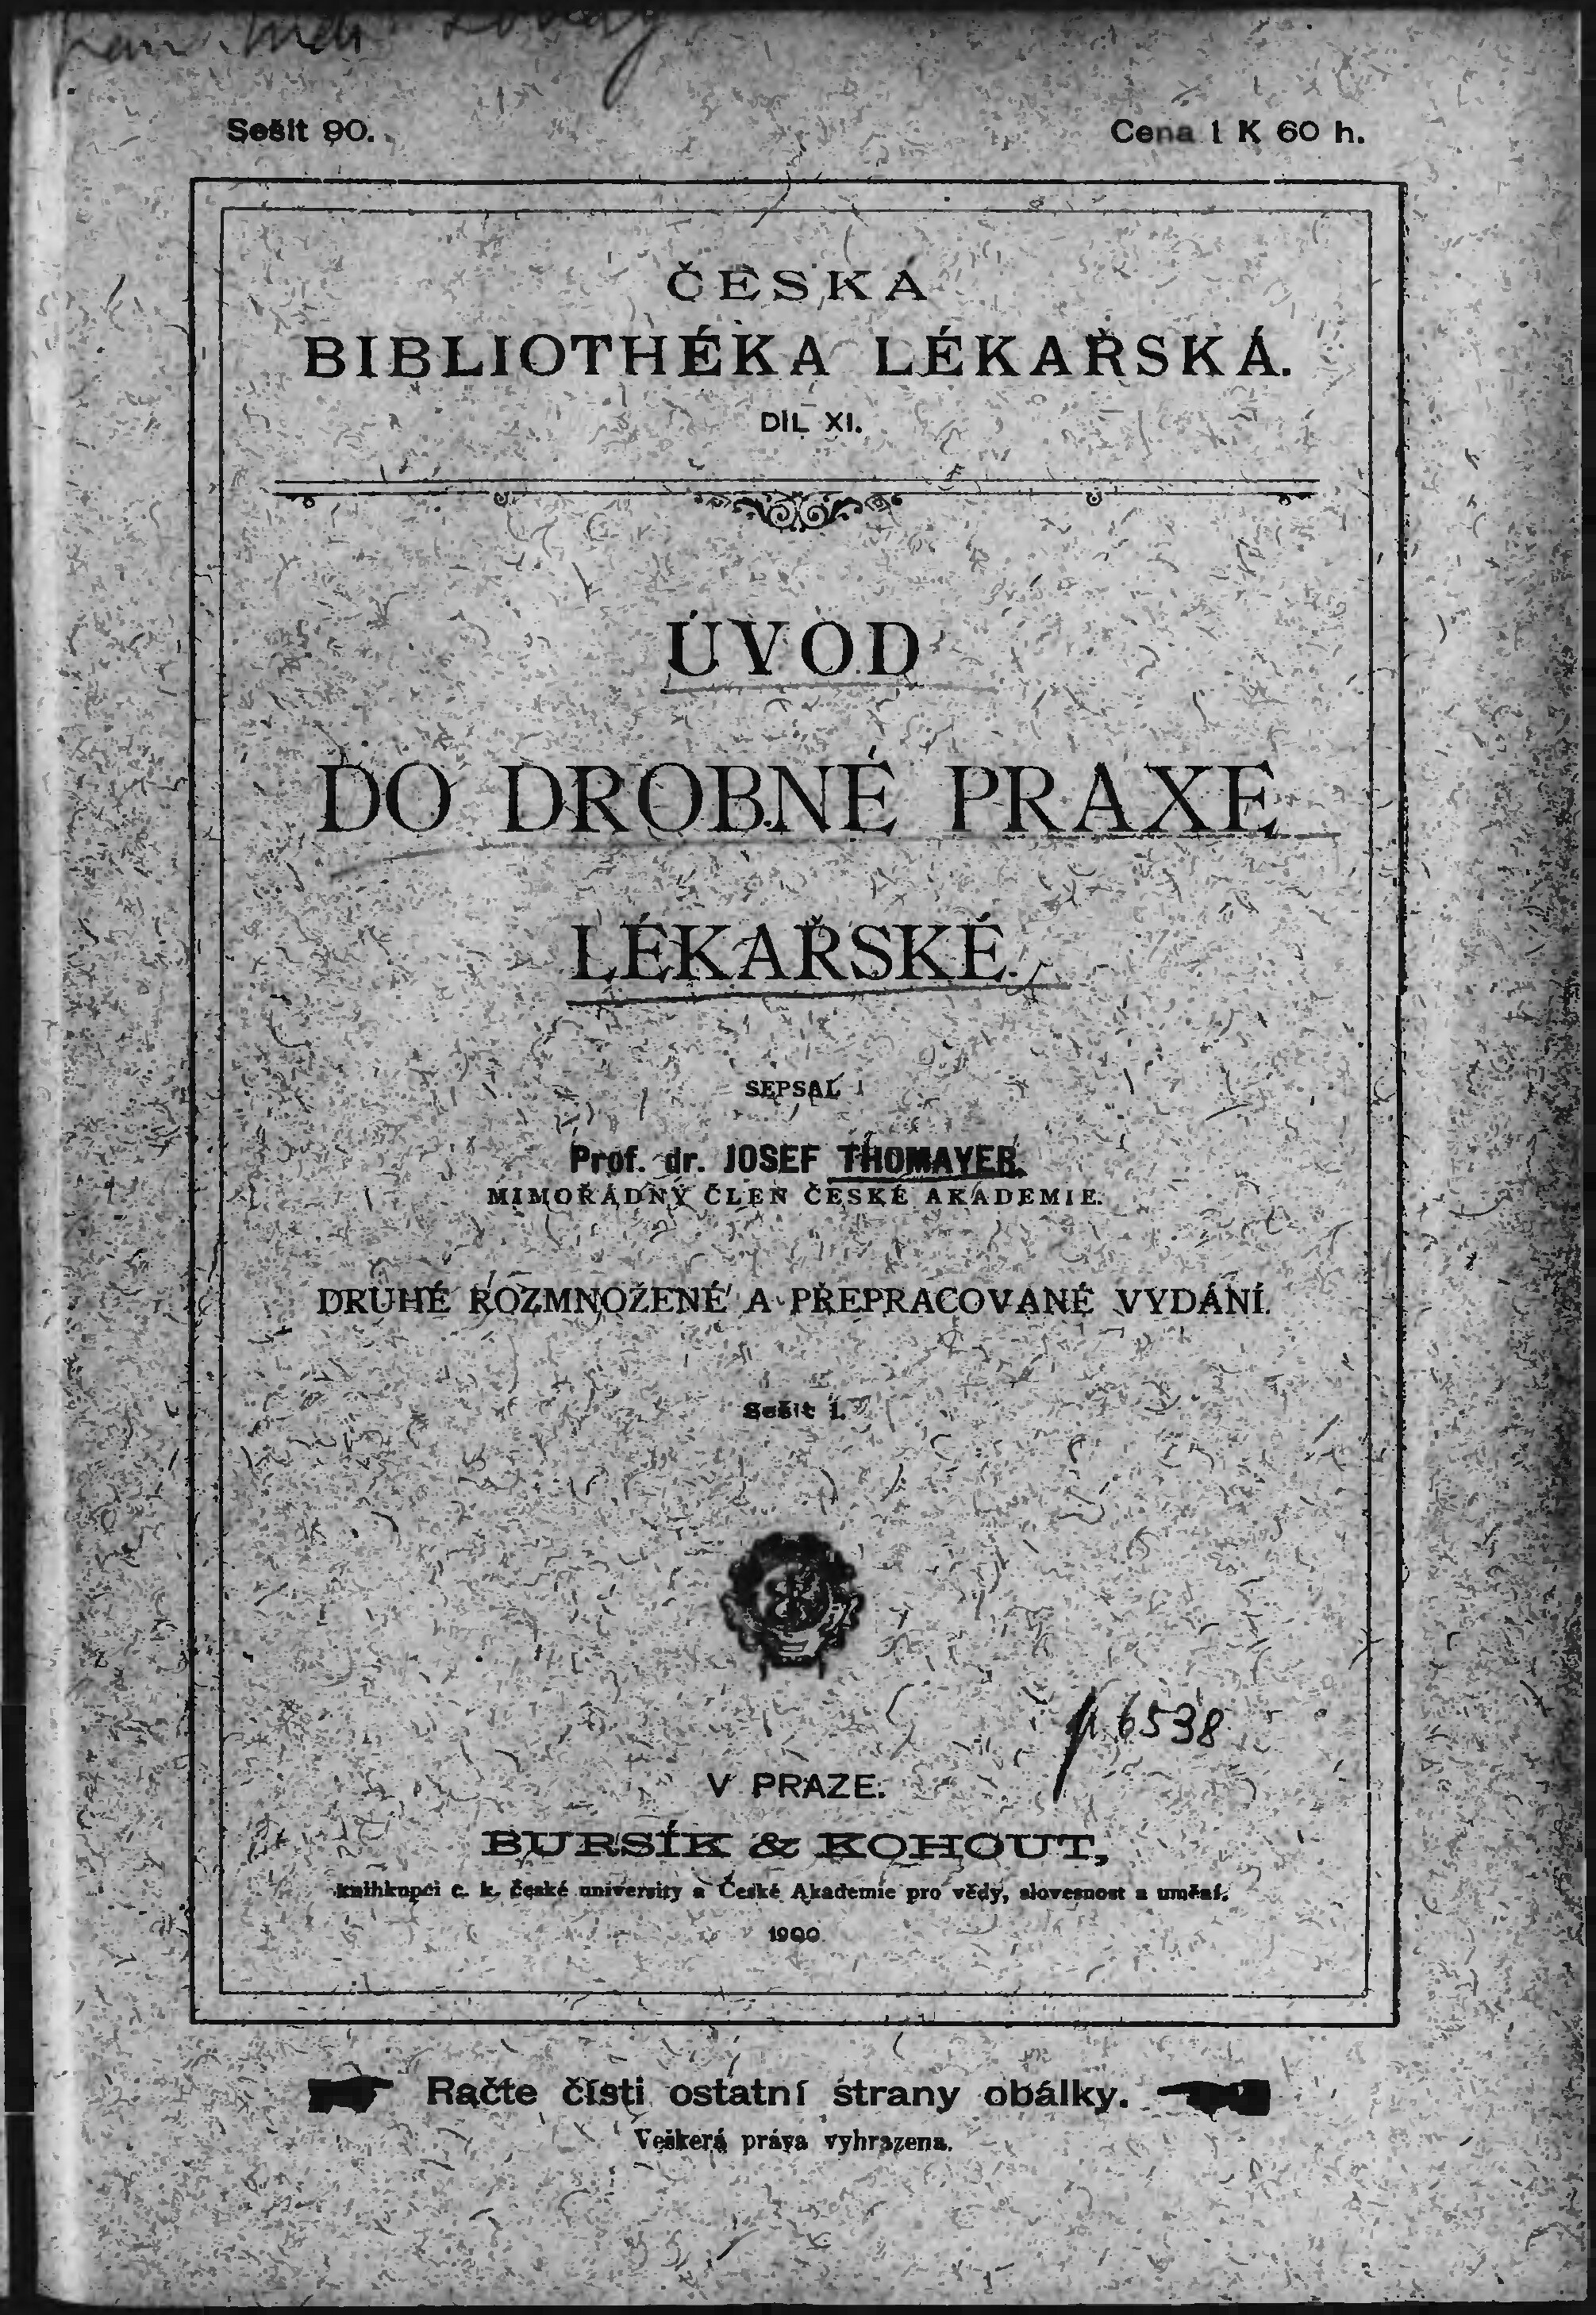 Sešit 90.
Cena 1 K 60 h.
ČESKÁ
BIBLIOTHÉKA LÉKAŘSKÁ.
DÍL XI.
ÚVOD
DO DROBNÉ PRAXE
LÉKAŘSKÉ.
SEPSAL
Prof. dr. JOSEF THOMAYER.
MIMOŘÁDNÝ ČLEN ČESKÉ AKADEMIE.
DRUHÉ ROZMNOŽENÉ A PŘEPRACOVANÉ VYDÁNÍ.
Sešit 1.
6538
V PRAZE.
BURSÍK & KOHOUT,
knihkupci c. k. české university a České Akademie pro vědy, slovesnost a umění.
1900
Račte čísti ostatní strany obálky.
Veškerá práva vyhrazena.